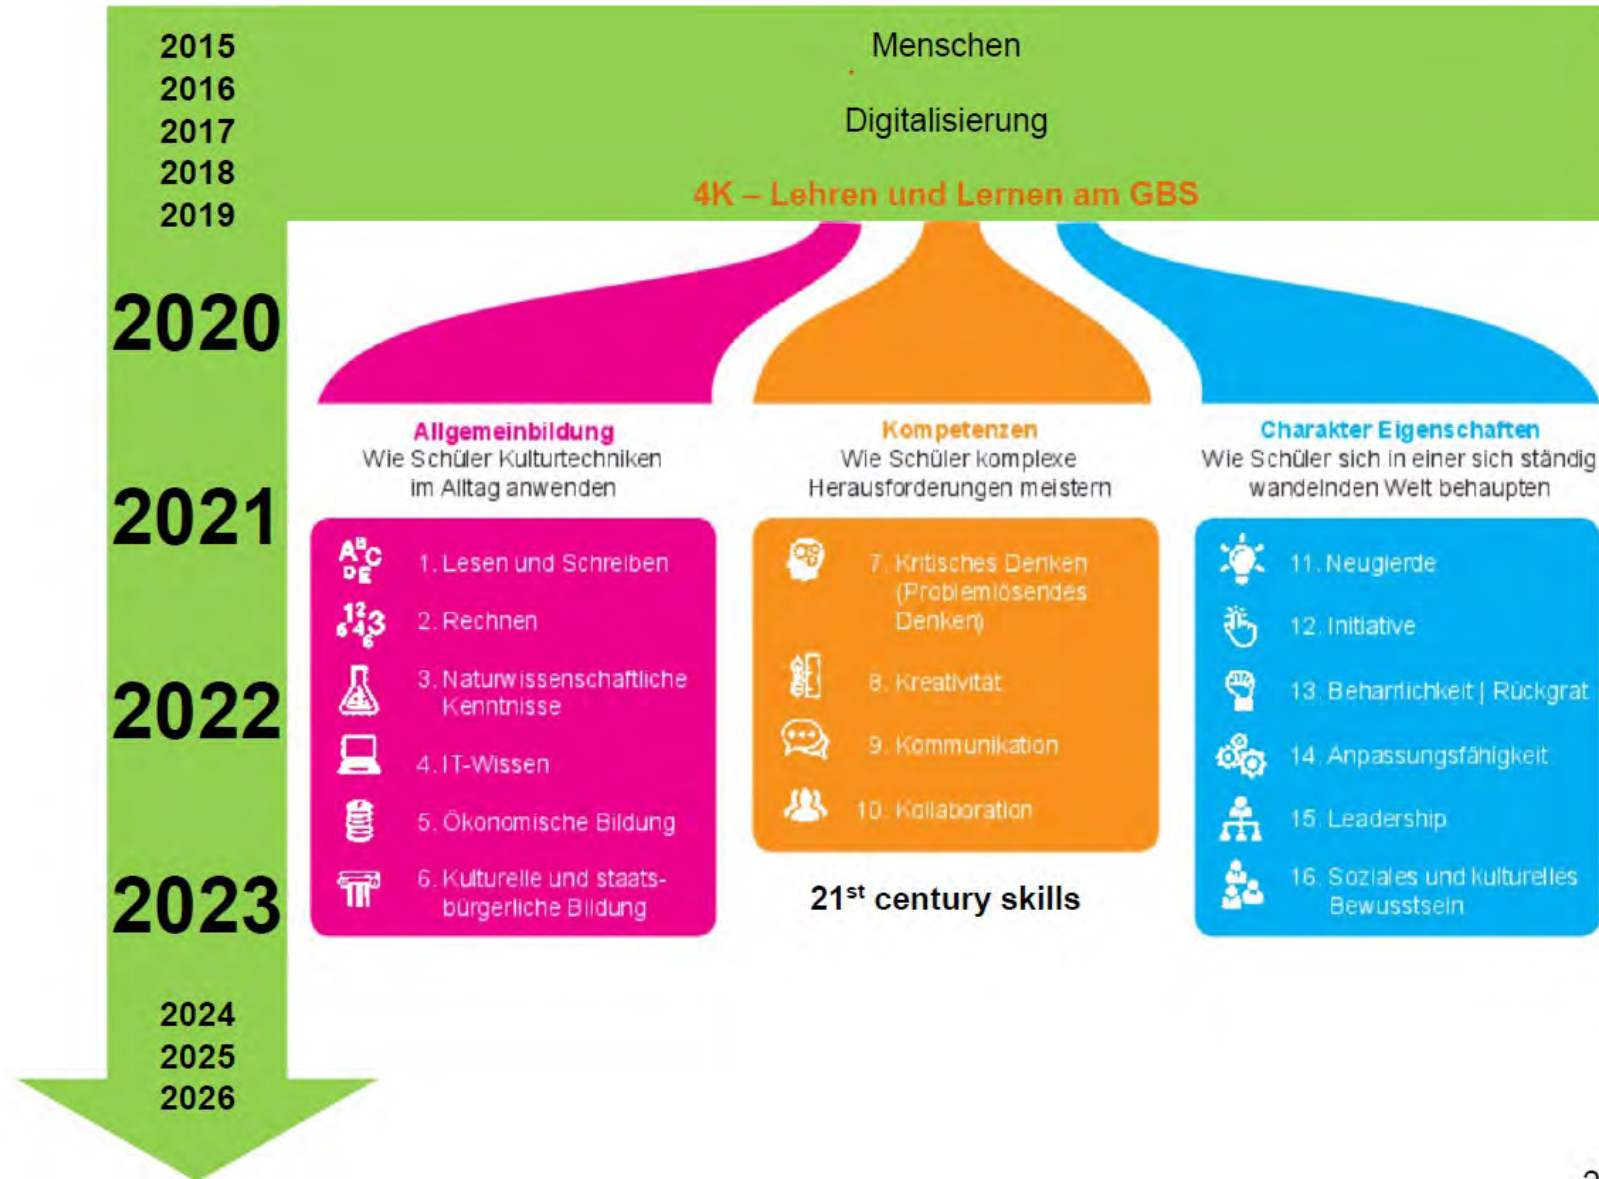 2015
2016
2017
2018
2019
2020
2021
2022
2023
2024
2025
2026
Menschen
Digitalisierung
4K – Lehren und Lernen am GBS
Allgemeinbildung
Wie Schüler Kulturtechniken
im Alltag anwenden
1. Lesen und Schreiben
2. Rechnen
3. Naturwissenschaftliche
Kenntnisse
4. IT-Wissen
5. Ökonomische Bildung
6. Kulturelle und staats-
bürgerliche Bildung
Kompetenzen
Wie Schüler komplexe
Herausforderungen meistern
7. Kritisches Denken
(Problemlösendes
Denken)
8. Kreativität
9. Kommunikation
10. Kollaboration
21st century skills
Charakter Eigenschaften
Wie Schüler sich in einer sich ständig
wandelnden Welt behaupten
11. Neugierde
12. Initiative
13. Beharrlichkeit | Rückgrat
14. Anpassungsfähigkeit
15. Leadership
16. Soziales und kulturelles
Bewusstsein